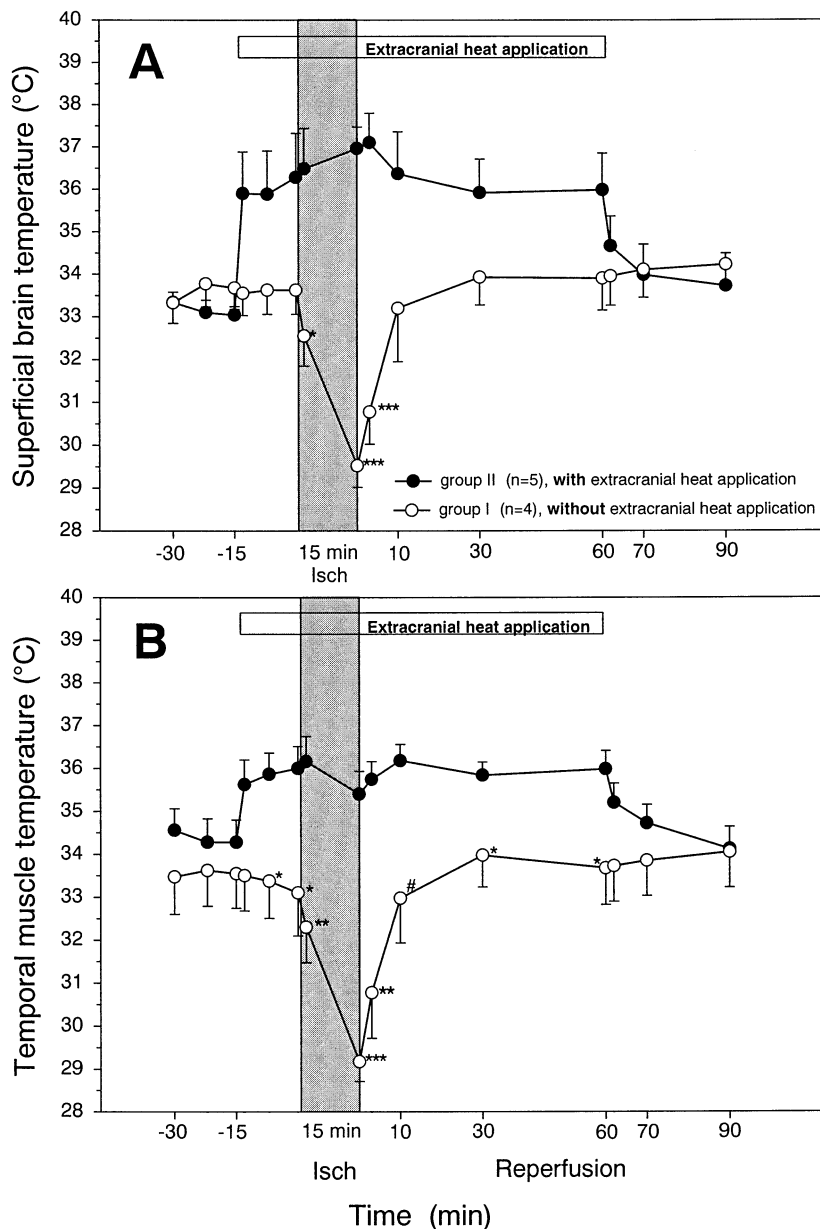 A
Extracranial heat application
Superficial brain temperature (°C)
40
39
38
37
36
35
34
33
32
31
30
29
28
*
***
***
group II (n=5), with extracranial heat application
group I (n=4), without extracranial heat application
-30 -15 15 min 10 30 60 70 90
Isch
B
Extracranial heat application
Temporal muscle temperature (°C)
40
39
38
37
36
35
34
33
32
31
30
29
28
* * ** *** ** # * *
-30 -15 15 min 10 30 60 70 90
Isch Reperfusion
Time (min)